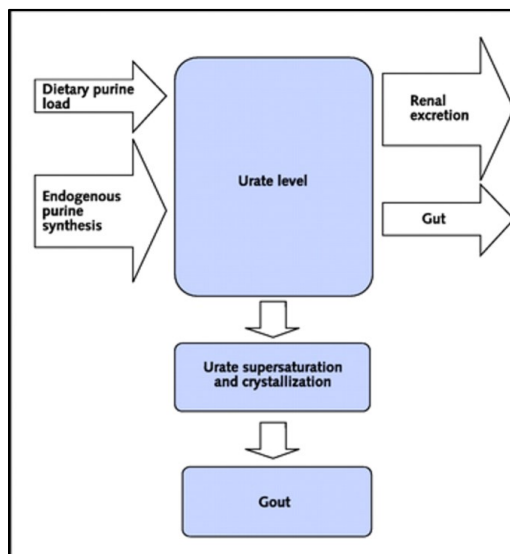 Dietary purine
load
Endogenous
purine
synthesis
Urate level
Renal
excretion
Gut
Urate supersaturation
and crystallization
Gout